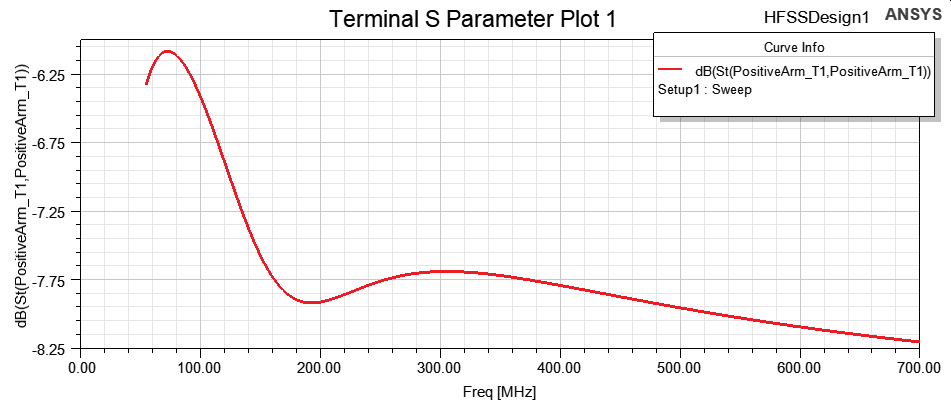 Terminal S Parameter Plot 1
HFSSDesign1
ANSYS
Curve Info
dB(St(PositiveArm_T1,PositiveArm_T1))
Setup1 : Sweep
dB(St(PositiveArm_T1,PositiveArm_T1))
-6.25
-6.75
-7.25
-7.75
-8.25
0.00 100.00 200.00 300.00 400.00 500.00 600.00 700.00
Freq [MHz]